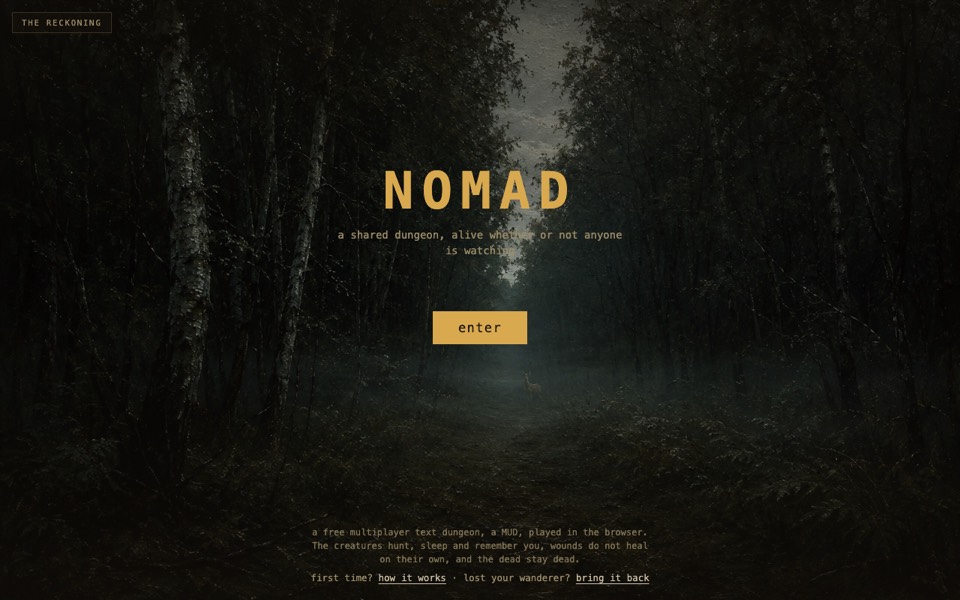 THE RECKONING
NOMAD
a shared dungeon, alive whether or not anyone
is watching.
enter
a free multiplayer text dungeon, a MUD, played in the browser.
The creatures hunt, sleep and remember you, wounds do not heal
on their own, and the dead stay dead.
first time? how it works · lost your wanderer? bring it back